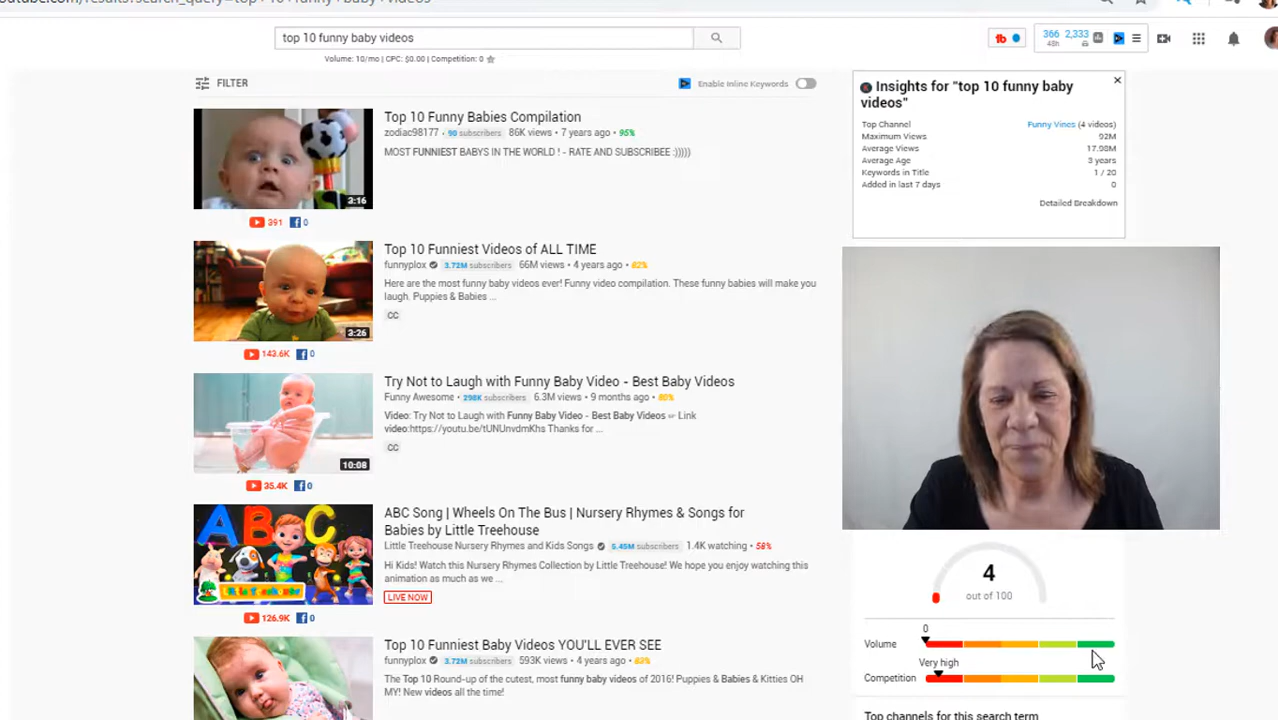 top 10 funny baby videos
366 2,333
48h
Volume: 10/mo | CPC: $0.00 | Competition: 0
FILTER
Enable Inline Keywords
Top 10 Funny Babies Compilation
zodiac98177 · 90 subscribers 86K views • 7 years ago • 95%
MOST FUNNIEST BABYS IN THE WORLD ! - RATE AND SUBSCRIBEE :)))))
3:16
391 0
Top 10 Funniest Videos of ALL TIME
funnyplox 3.72M subscribers 66M views • 4 years ago • 82%
Here are the most funny baby videos ever! Funny video compilation. These funny babies will make you
laugh. Puppies & Babies ...
CC
3:26
143.6K 0
Try Not to Laugh with Funny Baby Video - Best Baby Videos
Funny Awesome · 298K subscribers 6.3M views • 9 months ago • 80%
Video: Try Not to Laugh with Funny Baby Video - Best Baby Videos Link
video:https://youtu.be/tUNUnvdmKhs Thanks for ...
CC
10:08
35.4K 0
ABC
ABC Song | Wheels On The Bus | Nursery Rhymes & Songs for
Babies by Little Treehouse
Little Treehouse Nursery Rhymes and Kids Songs 5.45M subscribers 1.4K watching • 58%
Hi Kids! Watch this Nursery Rhymes Collection by Little Treehouse! We hope you enjoy watching this
animation as much as we ...
LIVE NOW
126.9K 0
Top 10 Funniest Baby Videos YOU'LL EVER SEE
funnyplox 3.72M subscribers 593K views • 4 years ago • 83%
The Top 10 Round-up of the cutest, most funny baby videos of 2016! Puppies & Babies & Kitties OH
MY! New videos all the time!
Insights for "top 10 funny baby
videos"
Top Channel Funny Vines (4 videos)
Maximum Views 92M
Average Views 17.98M
Average Age 3 years
Keywords in Title 1 / 20
Added in last 7 days 0
Detailed Breakdown
4
out of 100
0
Volume
Very high
Competition
Top channels for this search term